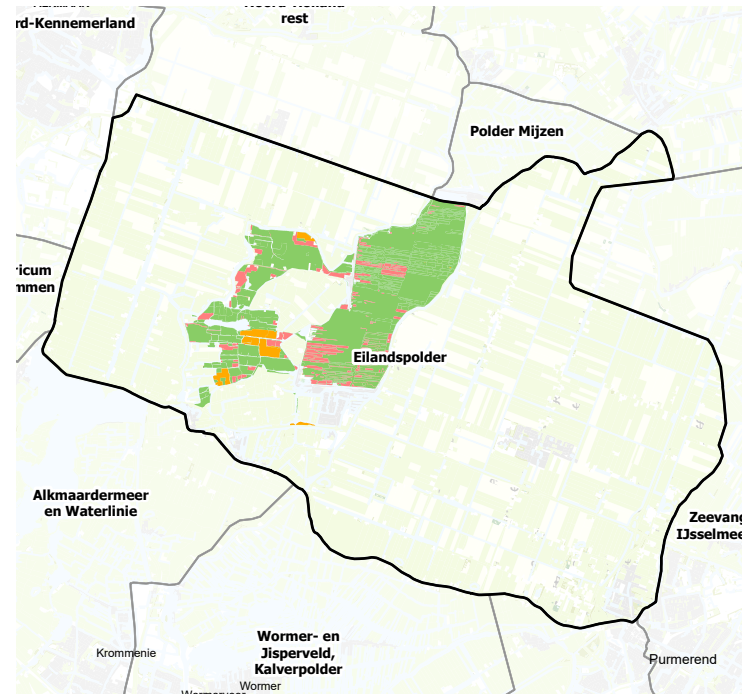 rd-Kennemerland
rest
Polder Mijzen
ricum
mmen
Eilandspolder
Alkmaardermeer
en Waterlinie
Zeevang
IJsselmee
Wormer- en
Jisperveld,
Kalverpolder
Krommenie
Purmerend
Wormer